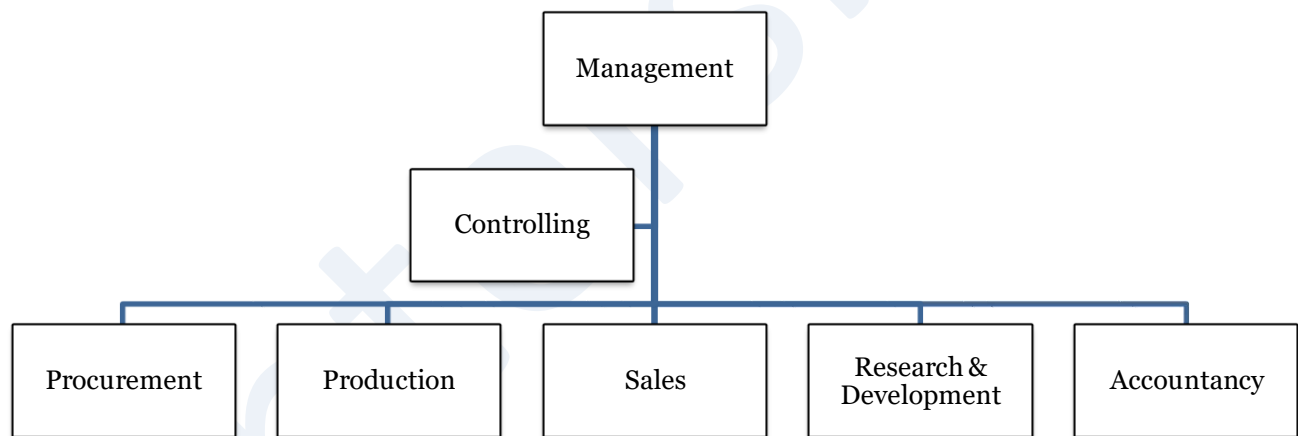 Management
Controlling
Procurement
Production
Sales
Research &
Development
Accountancy